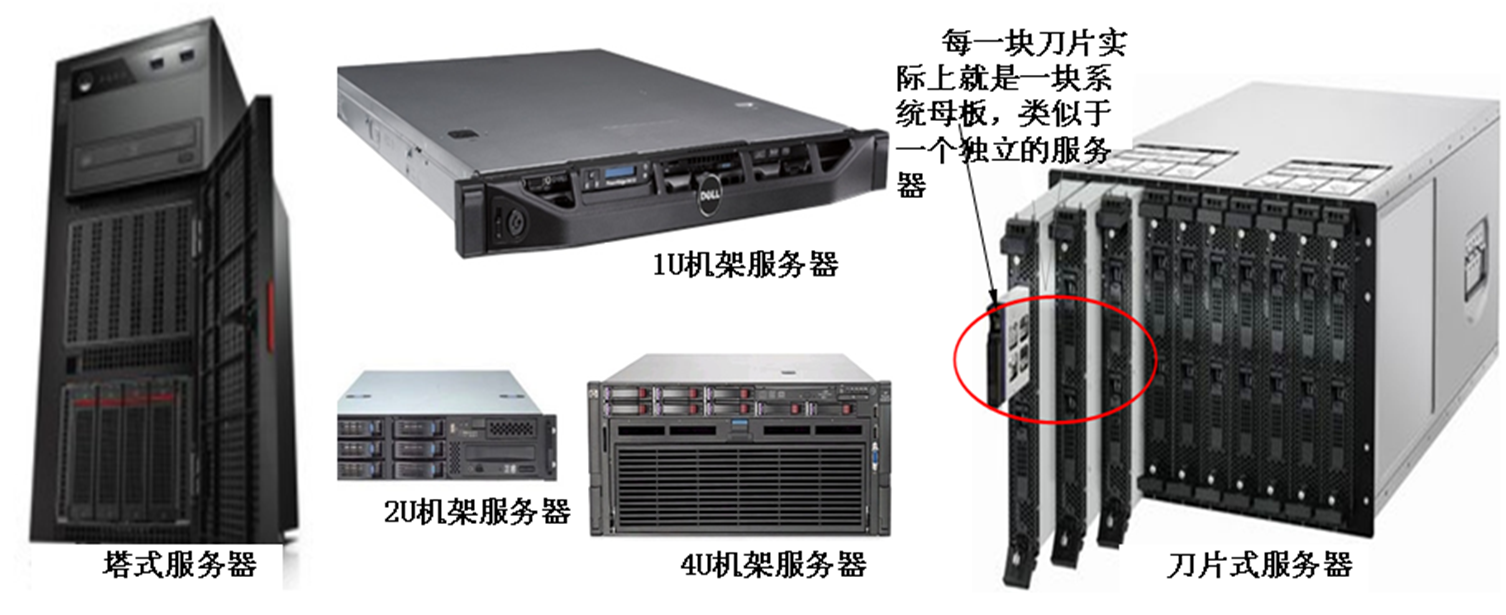 每一块刀片实
际上就是一块系
统母板，类似于
一个独立的服务
器
DELL
1U机架服务器
2U机架服务器
4U机架服务器
塔式服务器
刀片式服务器